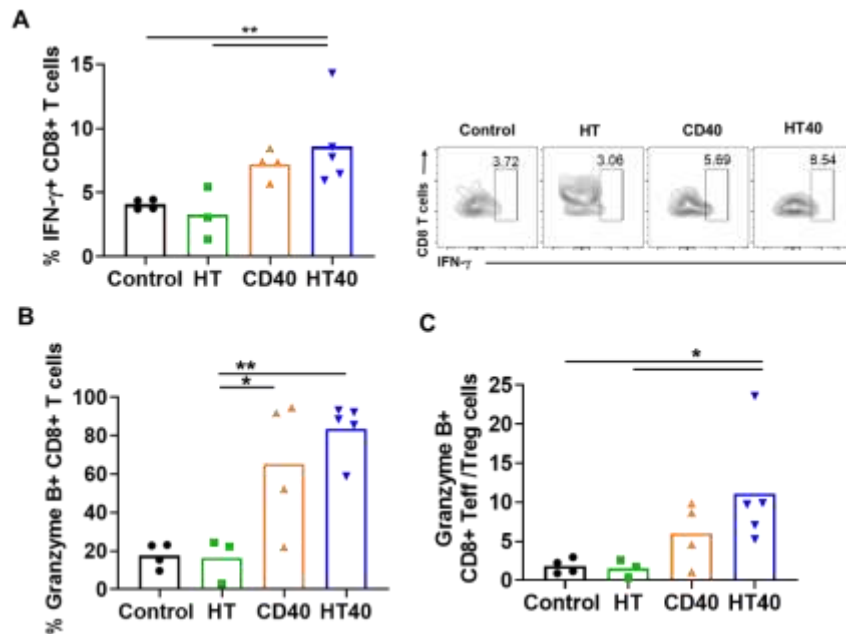 A
% IFN-γ+ CD8+ T cells
15
10
5
0
**
Control HT CD40 HT40
Control HT CD40 HT40
3.72 3.06 5.69 8.54
CD8 T cells
IFN-γ
B
% Granzyme B+ CD8+ T cells
100
80
60
40
20
0
**
*
Control HT CD40 HT40
C
Granzyme B+
CD8+ Teff /Treg cells
25
20
15
10
5
0
*
Control HT CD40 HT40